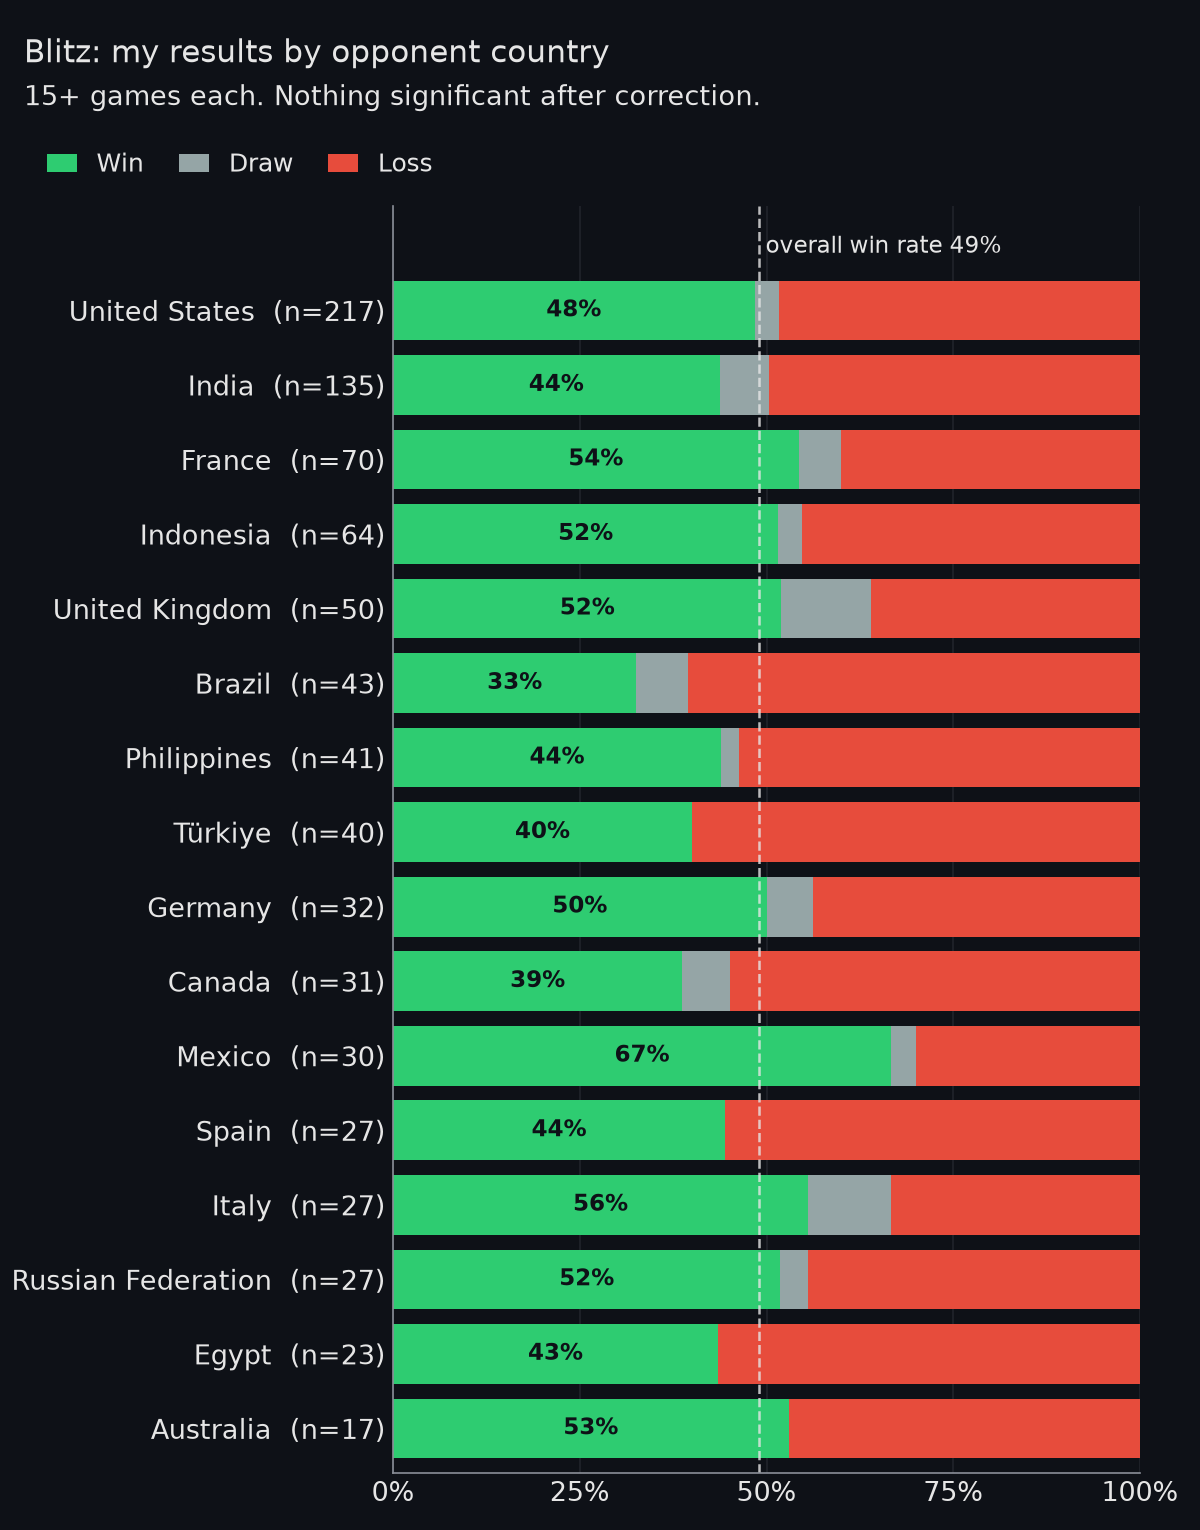 Blitz: my results by opponent country
15+ games each. Nothing significant after correction.
Win Draw Loss
overall win rate 49%
United States (n=217) 48%
India (n=135) 44%
France (n=70) 54%
Indonesia (n=64) 52%
United Kingdom (n=50) 52%
Brazil (n=43) 33%
Philippines (n=41) 44%
Türkiye (n=40) 40%
Germany (n=32) 50%
Canada (n=31) 39%
Mexico (n=30) 67%
Spain (n=27) 44%
Italy (n=27) 56%
Russian Federation (n=27) 52%
Egypt (n=23) 43%
Australia (n=17) 53%
0% 25% 50% 75% 100%